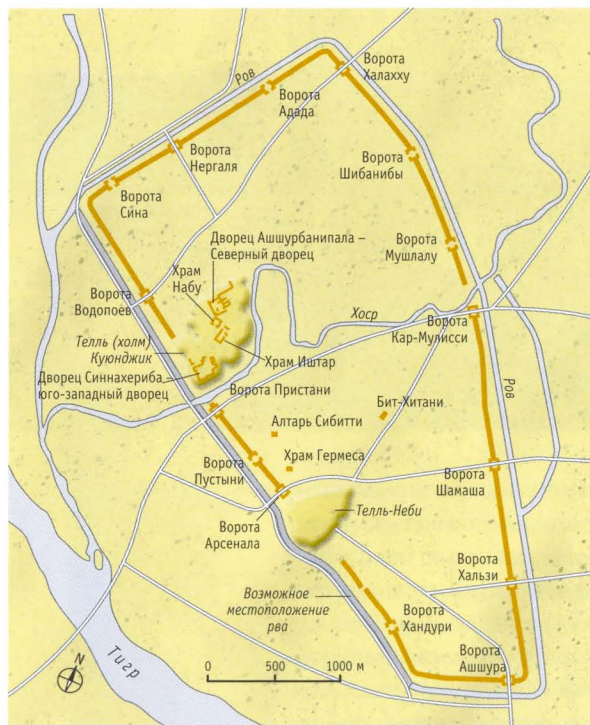 Ров
Ворота
Халахху
Ворота
Адада
Ворота
Нергаля
Ворота
Шибанибы
Ворота
Сина
Ворота
Мушлалу
Дворец Ашшурбанипала –
Северный дворец
Храм
Набу
Ворота
Водопоев
Хоср
Ворота
Кар-Мулисси
Телль (холм)
Куюнджик
Храм Иштар
Дворец Синнахериба –
юго-западный дворец
Ворота Пристани
Ров
Бит-Хитани
Алтарь Сибитти
Храм Гермеса
Ворота
Пустыни
Ворота
Шамаша
Телль-Неби
Ворота
Арсенала
Ворота
Хальзи
Возможное
местоположение
рва
Ворота
Хандури
Ворота
Ашшура
Тигр
N
0 500 1000 м